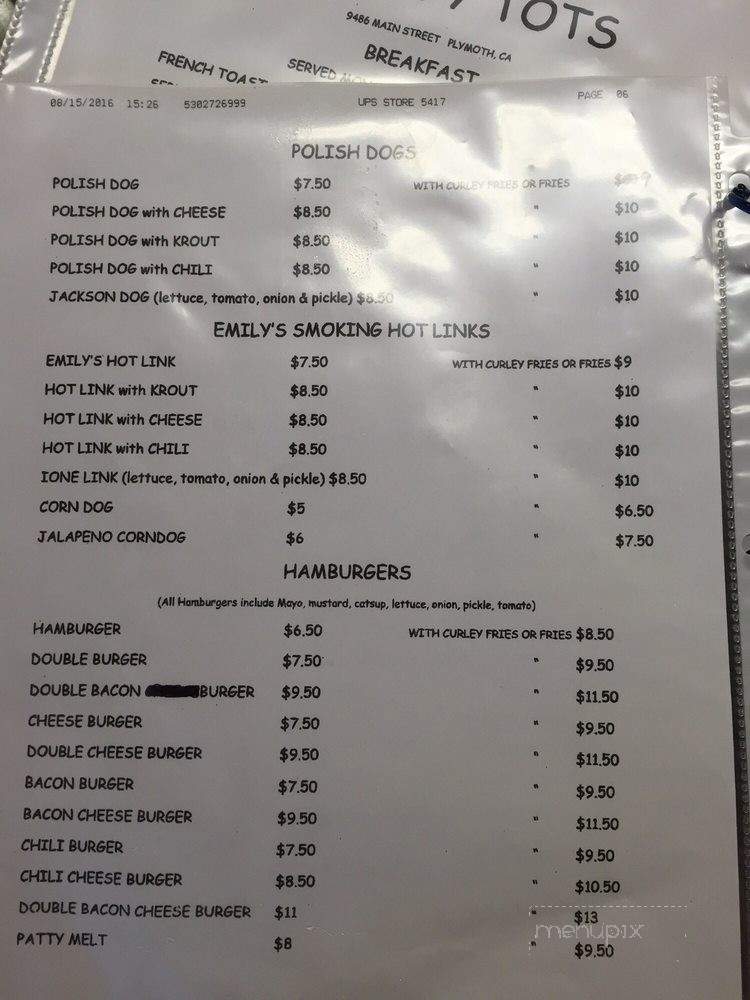 TOTS
9486 MAIN STREET PLYMOTH, CA
BREAKFAST
FRENCH TOAST SERVED
08/15/2016 15:26 5302726999 UPS STORE 5417 PAGE 06
POLISH DOGS
POLISH DOG $7.50 WITH CURLEY FRIES OR FRIES
POLISH DOG with CHEESE $8.50 " $10
POLISH DOG with KROUT $8.50 " $10
POLISH DOG with CHILI $8.50 " $10
JACKSON DOG (lettuce, tomato, onion & pickle) $8.50 " $10
EMILY'S SMOKING HOT LINKS
EMILY'S HOT LINK $7.50 WITH CURLEY FRIES OR FRIES $9
HOT LINK with KROUT $8.50 " $10
HOT LINK with CHEESE $8.50 " $10
HOT LINK with CHILI $8.50 " $10
IONE LINK (lettuce, tomato, onion & pickle) $8.50 " $10
CORN DOG $5 " $6.50
JALAPENO CORNDOG $6 " $7.50
HAMBURGERS
(All Hamburgers include Mayo, mustard, catsup, lettuce, onion, pickle, tomato)
HAMBURGER $6.50 WITH CURLEY FRIES OR FRIES $8.50
DOUBLE BURGER $7.50 " $9.50
DOUBLE BACON BURGER $9.50 " $11.50
CHEESE BURGER $7.50 " $9.50
DOUBLE CHEESE BURGER $9.50 " $11.50
BACON BURGER $7.50 " $9.50
BACON CHEESE BURGER $9.50 " $11.50
CHILI BURGER $7.50 " $9.50
CHILI CHEESE BURGER $8.50 " $10.50
DOUBLE BACON CHEESE BURGER $11 " $13
menupix
PATTY MELT $8 " $9.50